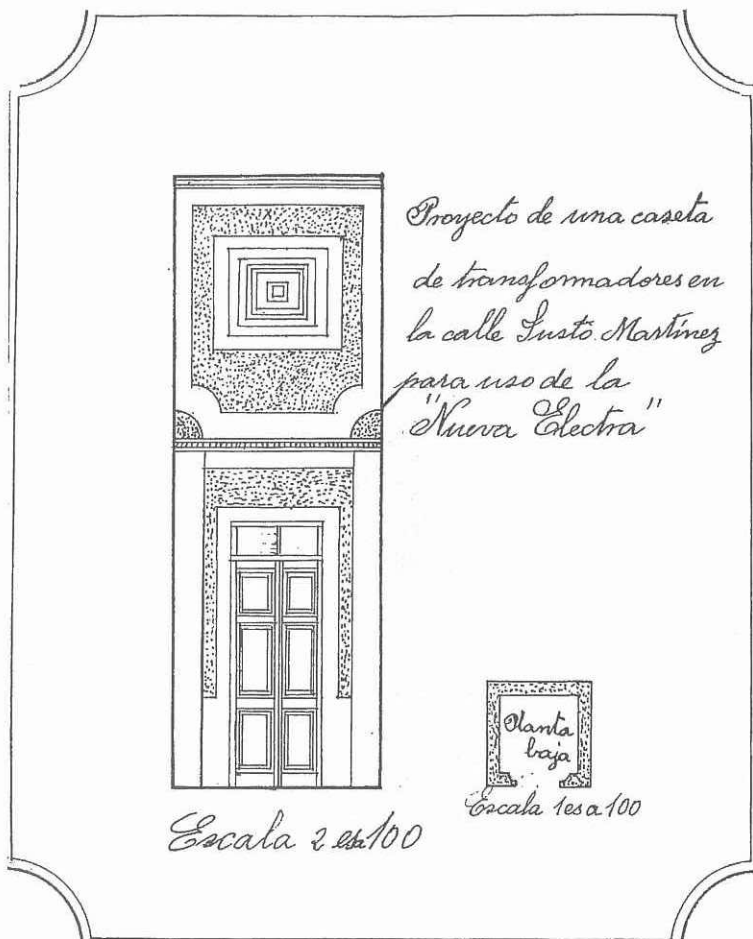 Proyecto de una caseta
de transformadores en
la calle Justo Martínez
para uso de la
"Nueva Electra"
Planta
baja
Escala 1 es a 100
Escala 2 es a 100